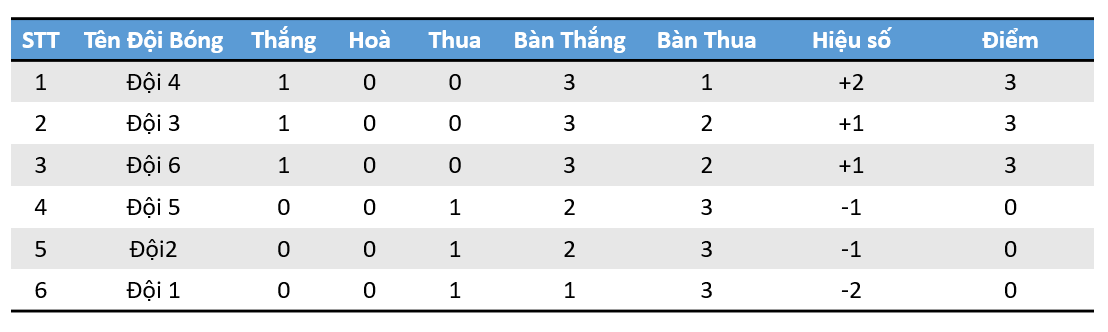 STT Tên Đội Bóng Thắng Hoà Thua Bàn Thắng Bàn Thua Hiệu số Điểm
1 Đội 4 1 0 0 3 1 +2 3
2 Đội 3 1 0 0 3 2 +1 3
3 Đội 6 1 0 0 3 2 +1 3
4 Đội 5 0 0 1 2 3 -1 0
5 Đội2 0 0 1 2 3 -1 0
6 Đội 1 0 0 1 1 3 -2 0